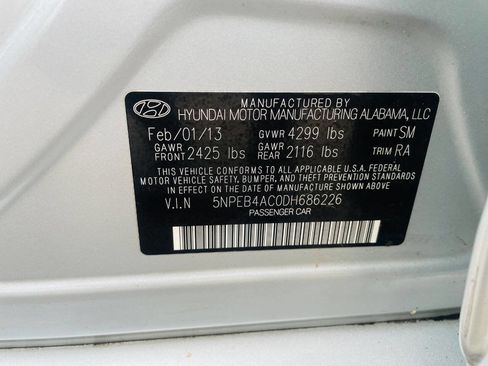 MANUFACTURED BY
HYUNDAI MOTOR MANUFACTURING ALABAMA, LLC
Feb/01/13 GVWR 4299 lbs PAINT SM
GAWR FRONT 2425 lbs GAWR REAR 2116 lbs TRIM RA
THIS VEHICLE CONFORMS TO ALL APPLICABLE U.S.A. FEDERAL
MOTOR VEHICLE SAFETY, BUMPER, AND THEFT PREVENTION
STANDARDS IN EFFECT ON THE DATE OF MANUFACTURE SHOWN ABOVE
V.I.N 5NPEB4AC0DH686226
PASSENGER CAR